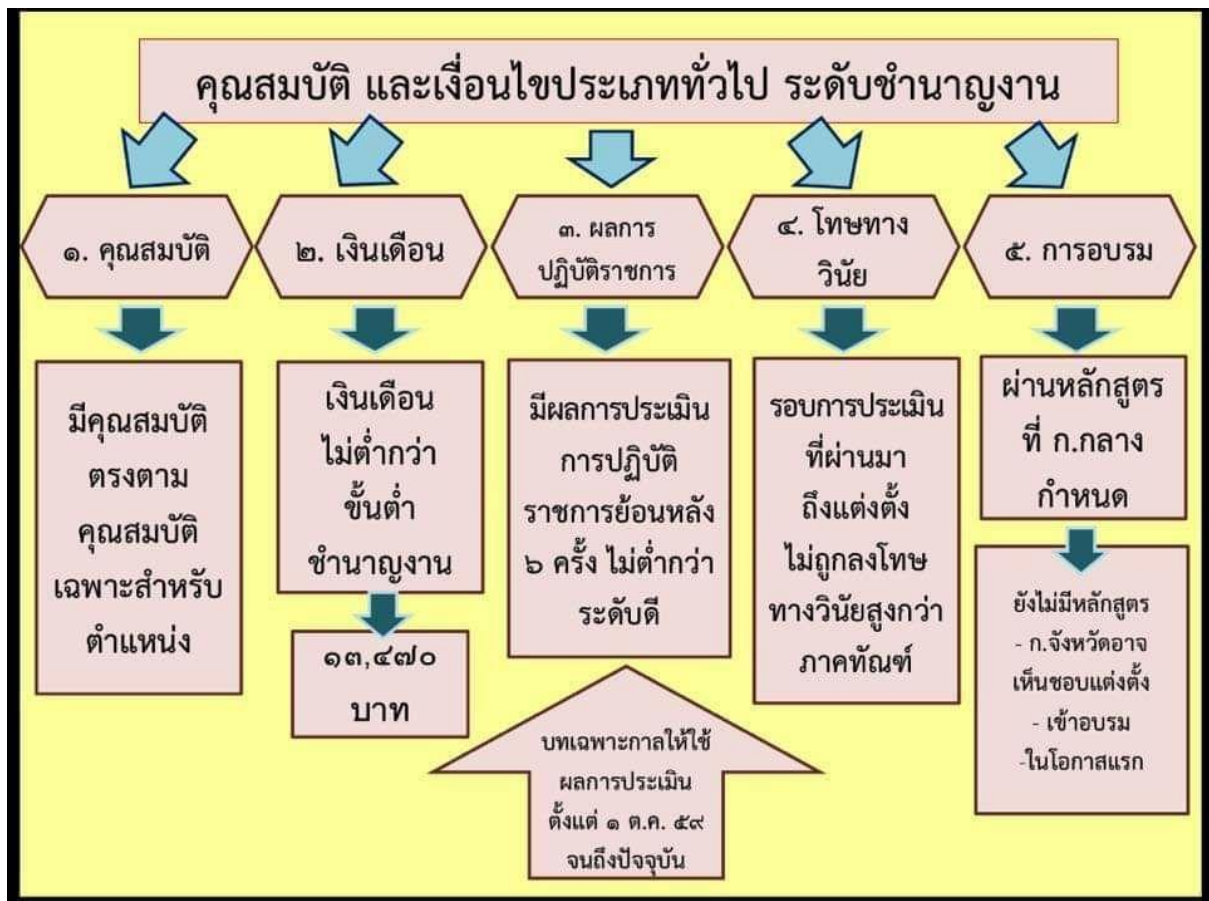 คุณสมบัติ และเงื่อนไขประเภททั่วไป ระดับชำนาญงาน
๑. คุณสมบัติ
มีคุณสมบัติ
ตรงตาม
คุณสมบัติ
เฉพาะสำหรับ
ตำแหน่ง
๒. เงินเดือน
เงินเดือน
ไม่ต่ำกว่า
ขั้นต่ำ
ชำนาญงาน
๑๓,๔๗๐
บาท
๓. ผลการ
ปฏิบัติราชการ
มีผลการประเมิน
การปฏิบัติ
ราชการย้อนหลัง
๖ ครั้ง ไม่ต่ำกว่า
ระดับดี
บทเฉพาะกาลให้ใช้
ผลการประเมิน
ตั้งแต่ ๑ ต.ค. ๕๙
จนถึงปัจจุบัน
๔. โทษทาง
วินัย
รอบการประเมิน
ที่ผ่านมา
ถึงแต่งตั้ง
ไม่ถูกลงโทษ
ทางวินัยสูงกว่า
ภาคทัณฑ์
๕. การอบรม
ผ่านหลักสูตร
ที่ ก.กลาง
กำหนด
ยังไม่มีหลักสูตร
- ก.จังหวัดอาจ
เห็นชอบแต่งตั้ง
- เข้าอบรม
-ในโอกาสแรก